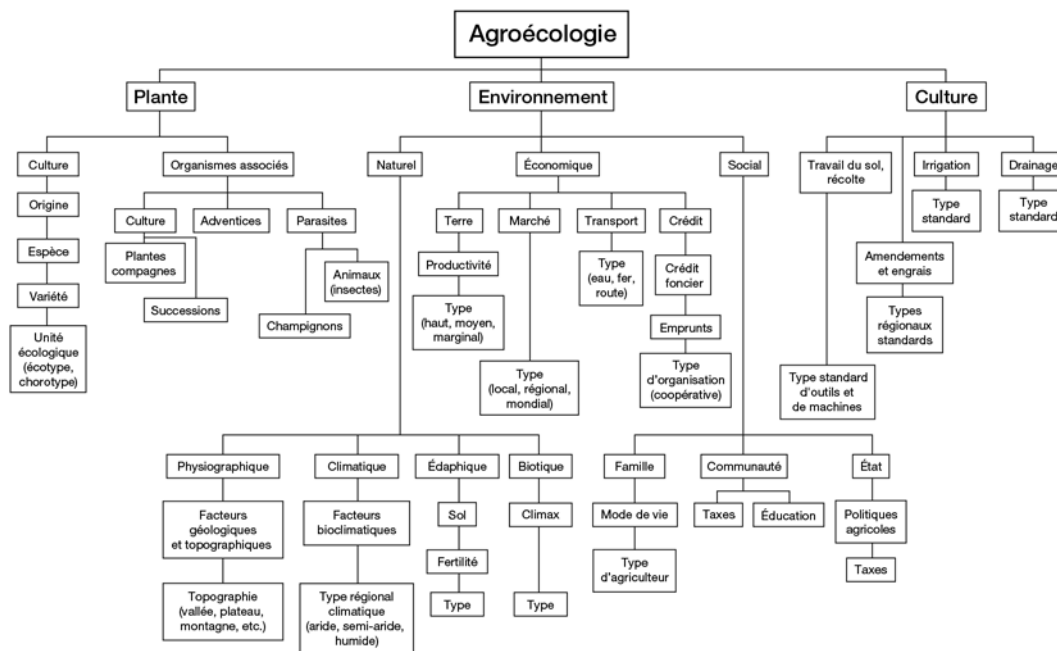 Agroécologie
Plante
Environnement
Culture
Culture
Organismes associés
Naturel
Économique
Social
Travail du sol,
récolte
Irrigation
Drainage
Origine
Culture
Adventices
Parasites
Terre
Marché
Transport
Crédit
Type
standard
Type
standard
Espèce
Plantes
compagnes
Animaux
(insectes)
Productivité
Type
(eau, fer,
route)
Crédit
foncier
Amendements
et engrais
Variété
Successions
Champignons
Type
(haut, moyen,
marginal)
Emprunts
Types
régionaux
standards
Unité
écologique
(écotype,
chorotype)
Type
(local, régional,
mondial)
Type
d'organisation
(coopérative)
Type standard
d'outils et
de machines
Physiographique
Climatique
Édaphique
Biotique
Famille
Communauté
État
Facteurs
géologiques
et topographiques
Facteurs
bioclimatiques
Sol
Climax
Mode de vie
Taxes
Éducation
Politiques
agricoles
Fertilité
Type
d'agriculteur
Taxes
Topographie
(vallée, plateau,
montagne, etc.)
Type régional
climatique
(aride, semi-aride,
humide)
Type
Type